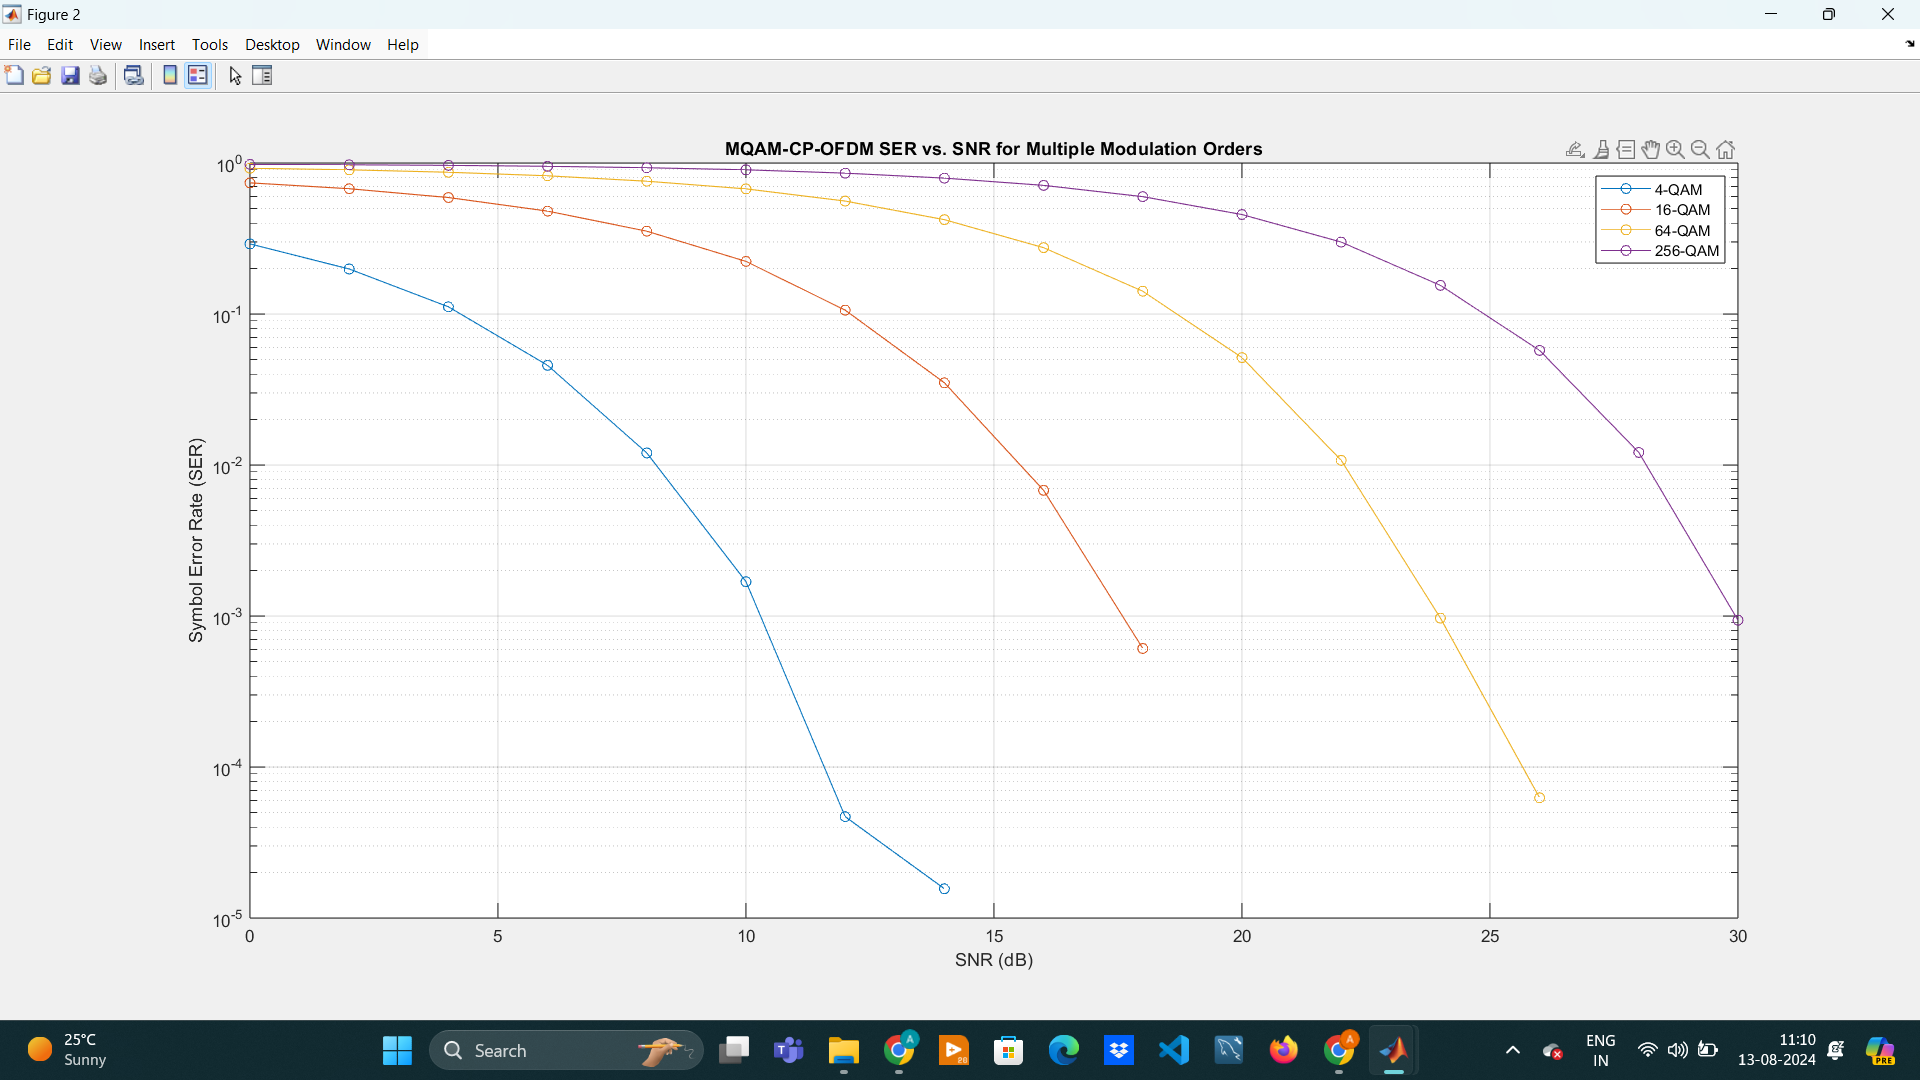 Figure 2
File Edit View Insert Tools Desktop Window Help
MQAM-CP-OFDM SER vs. SNR for Multiple Modulation Orders
4-QAM
16-QAM
64-QAM
256-QAM
Symbol Error Rate (SER)
10^0
10^-1
10^-2
10^-3
10^-4
10^-5
0 5 10 15 20 25 30
SNR (dB)
25°C
Sunny
Search
A
20
A
ENG
IN
11:10
13-08-2024
PRE